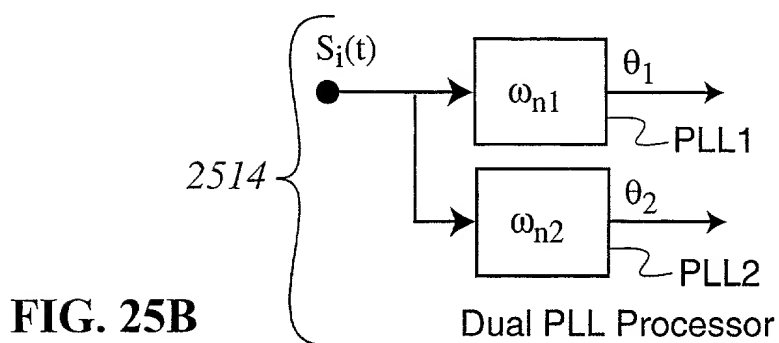 S_i(t)
ω_n1
θ_1
PLL1
2514
ω_n2
θ_2
PLL2
FIG. 25B
Dual PLL Processor